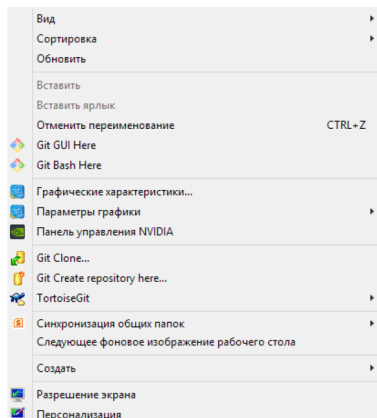 Вид
Сортировка
Обновить
Вставить
Вставить ярлык
Отменить переименование CTRL+Z
Git GUI Here
Git Bash Here
Графические характеристики...
Параметры графики
Панель управления NVIDIA
Git Clone...
Git Create repository here...
TortoiseGit
Синхронизация общих папок
Следующее фоновое изображение рабочего стола
Создать
Разрешение экрана
Персонализация